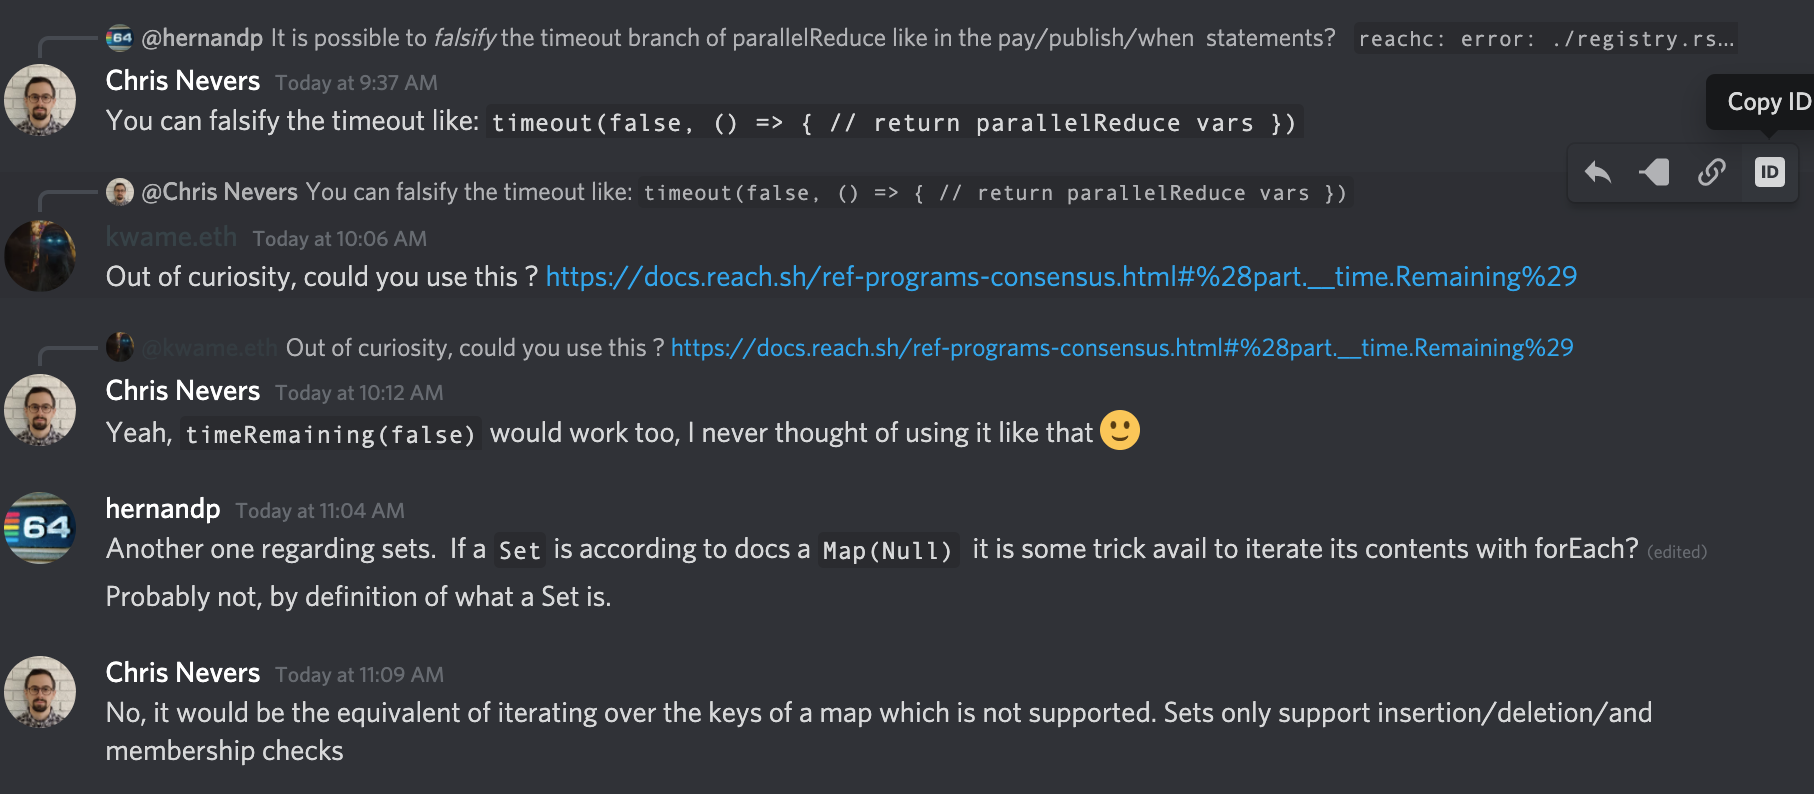 @hernandp It is possible to falsify the timeout branch of parallelReduce like in the pay/publish/when statements? reachc: error: ./registry.rs...
Chris Nevers Today at 9:37 AM
You can falsify the timeout like: timeout(false, () => { // return parallelReduce vars })
Copy ID
ID
@Chris Nevers You can falsify the timeout like: timeout(false, () => { // return parallelReduce vars })
kwame.eth Today at 10:06 AM
Out of curiosity, could you use this ? https://docs.reach.sh/ref-programs-consensus.html#%28part.__time.Remaining%29
@kwame.eth Out of curiosity, could you use this ? https://docs.reach.sh/ref-programs-consensus.html#%28part.__time.Remaining%29
Chris Nevers Today at 10:12 AM
Yeah, timeRemaining(false) would work too, I never thought of using it like that
64
hernandp Today at 11:04 AM
Another one regarding sets. If a Set is according to docs a Map(Null) it is some trick avail to iterate its contents with forEach? (edited)
Probably not, by definition of what a Set is.
Chris Nevers Today at 11:09 AM
No, it would be the equivalent of iterating over the keys of a map which is not supported. Sets only support insertion/deletion/and
membership checks